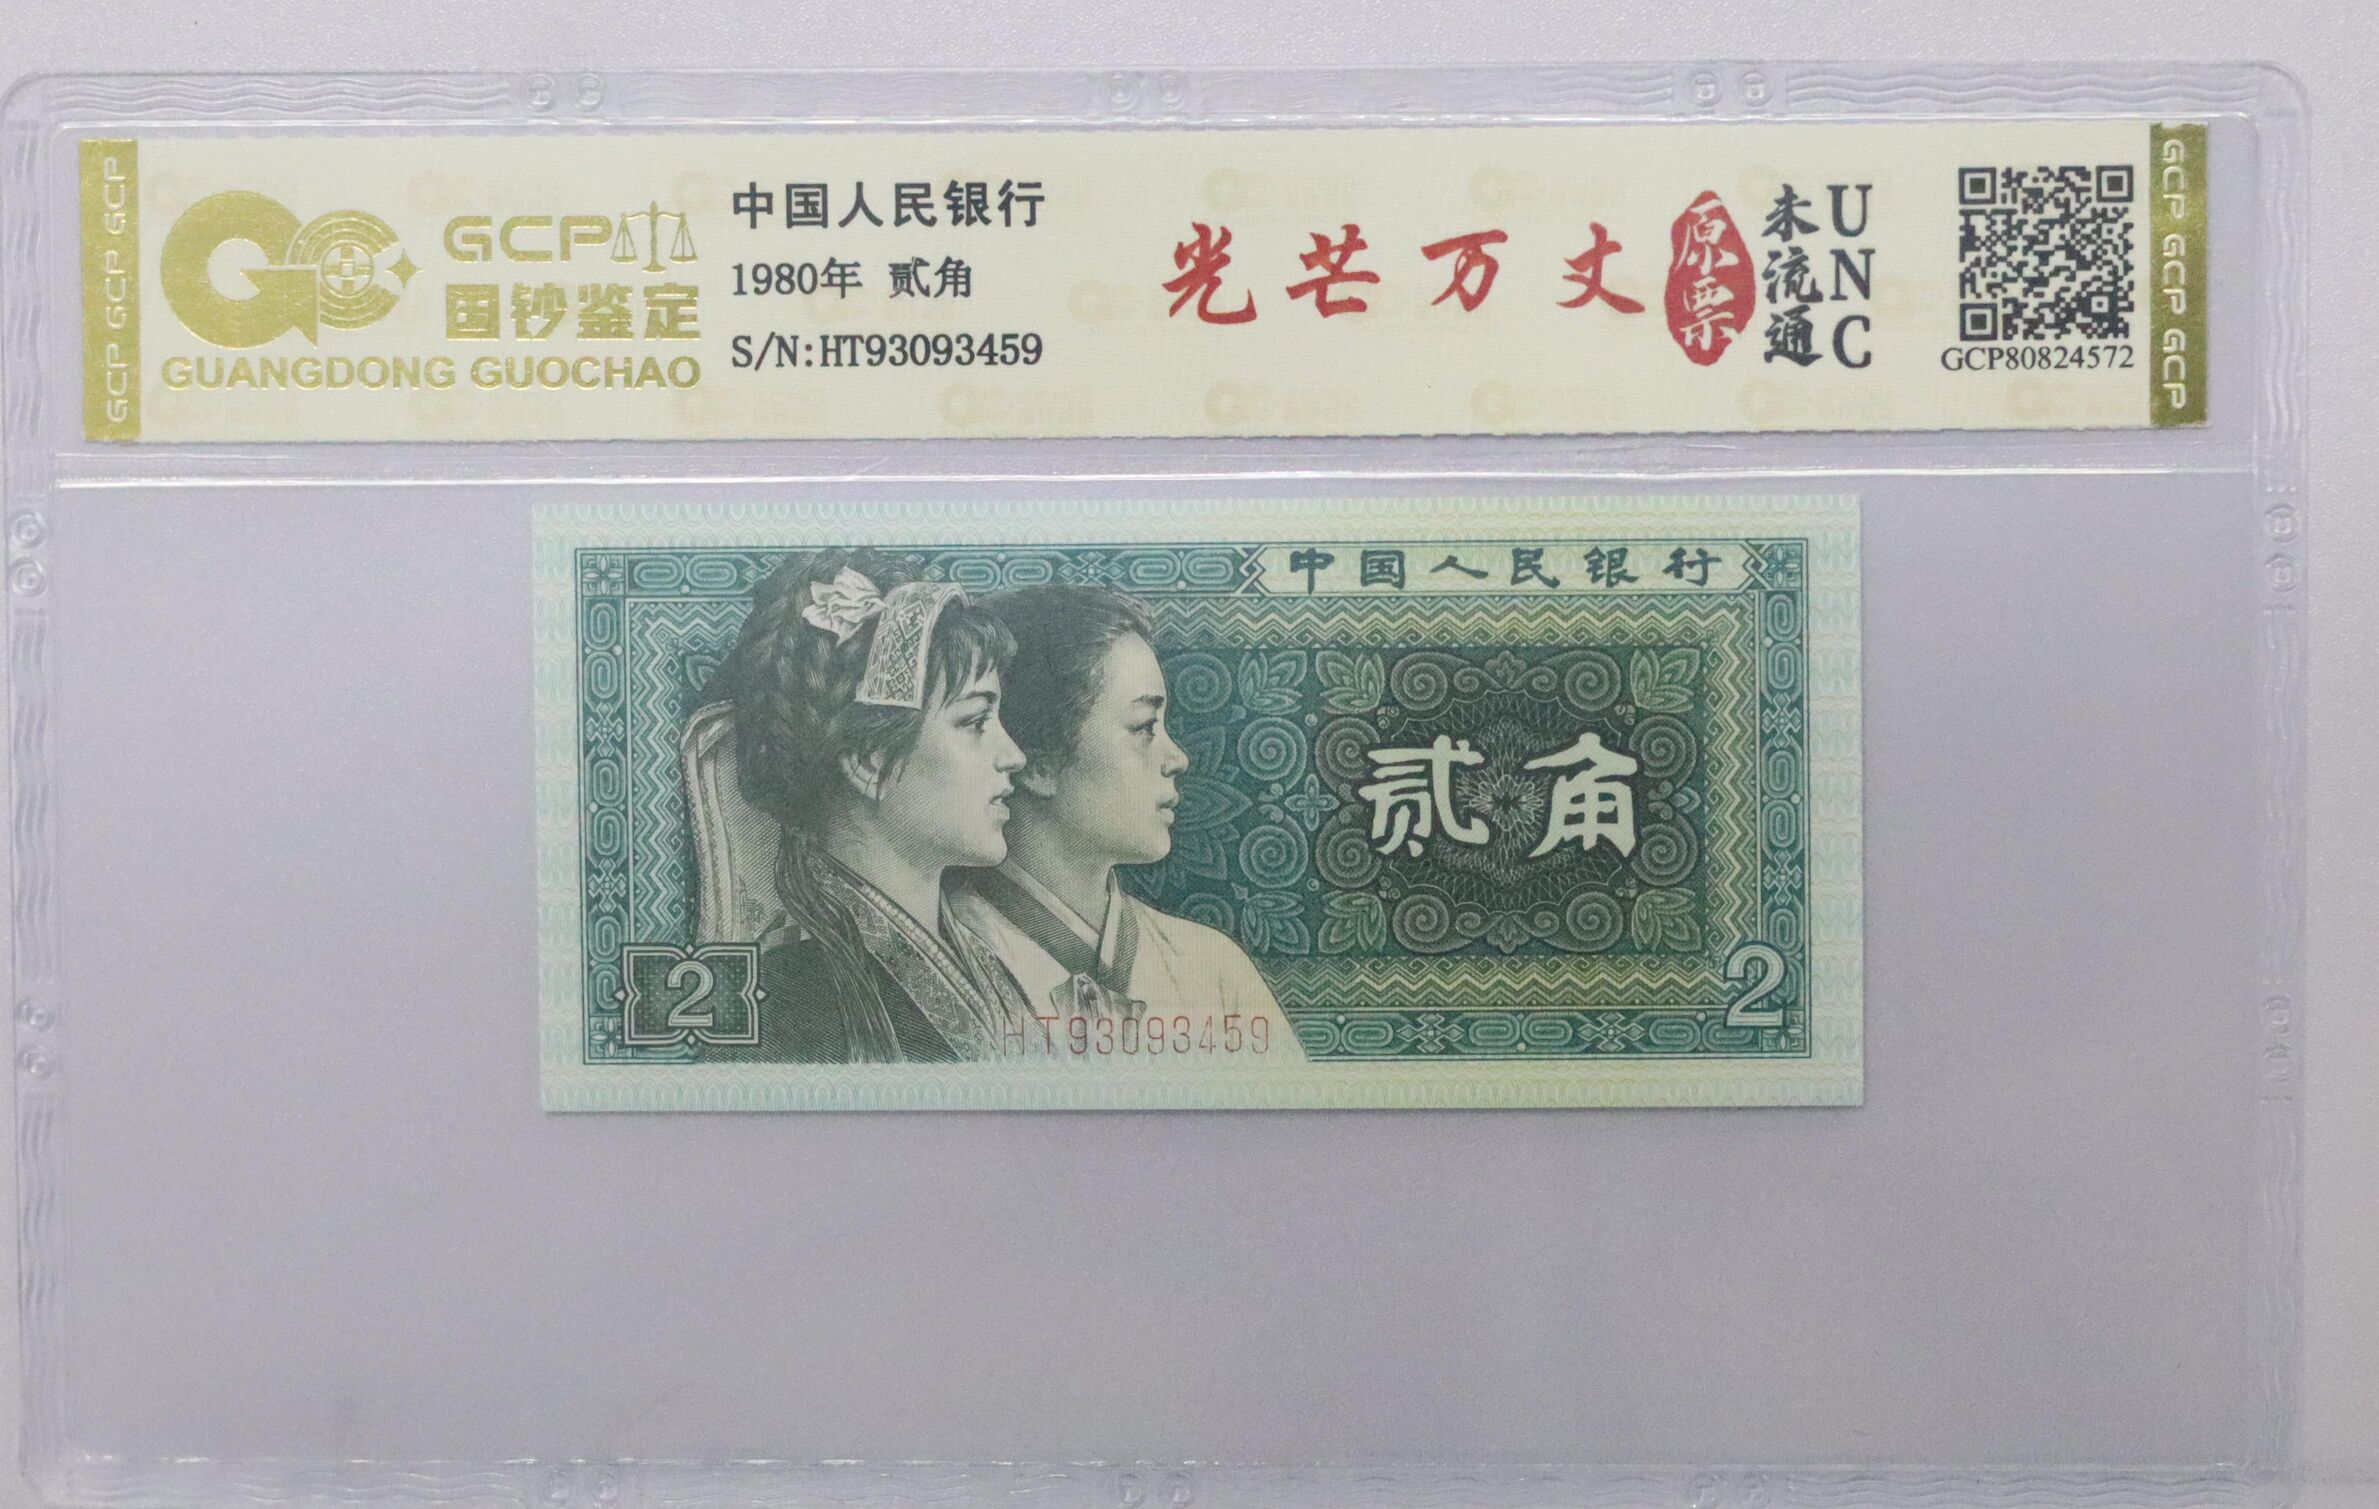 GCP GCP GCP
GCP
国钞鉴定
GUANGDONG GUOCHAO
中国人民银行
1980年 贰角
S/N:HT93093459
光芒万丈
原票
未流通
UNC
GCP80824572
GCP GCP GCP
中国人民银行
贰角
2
2
HT93093459